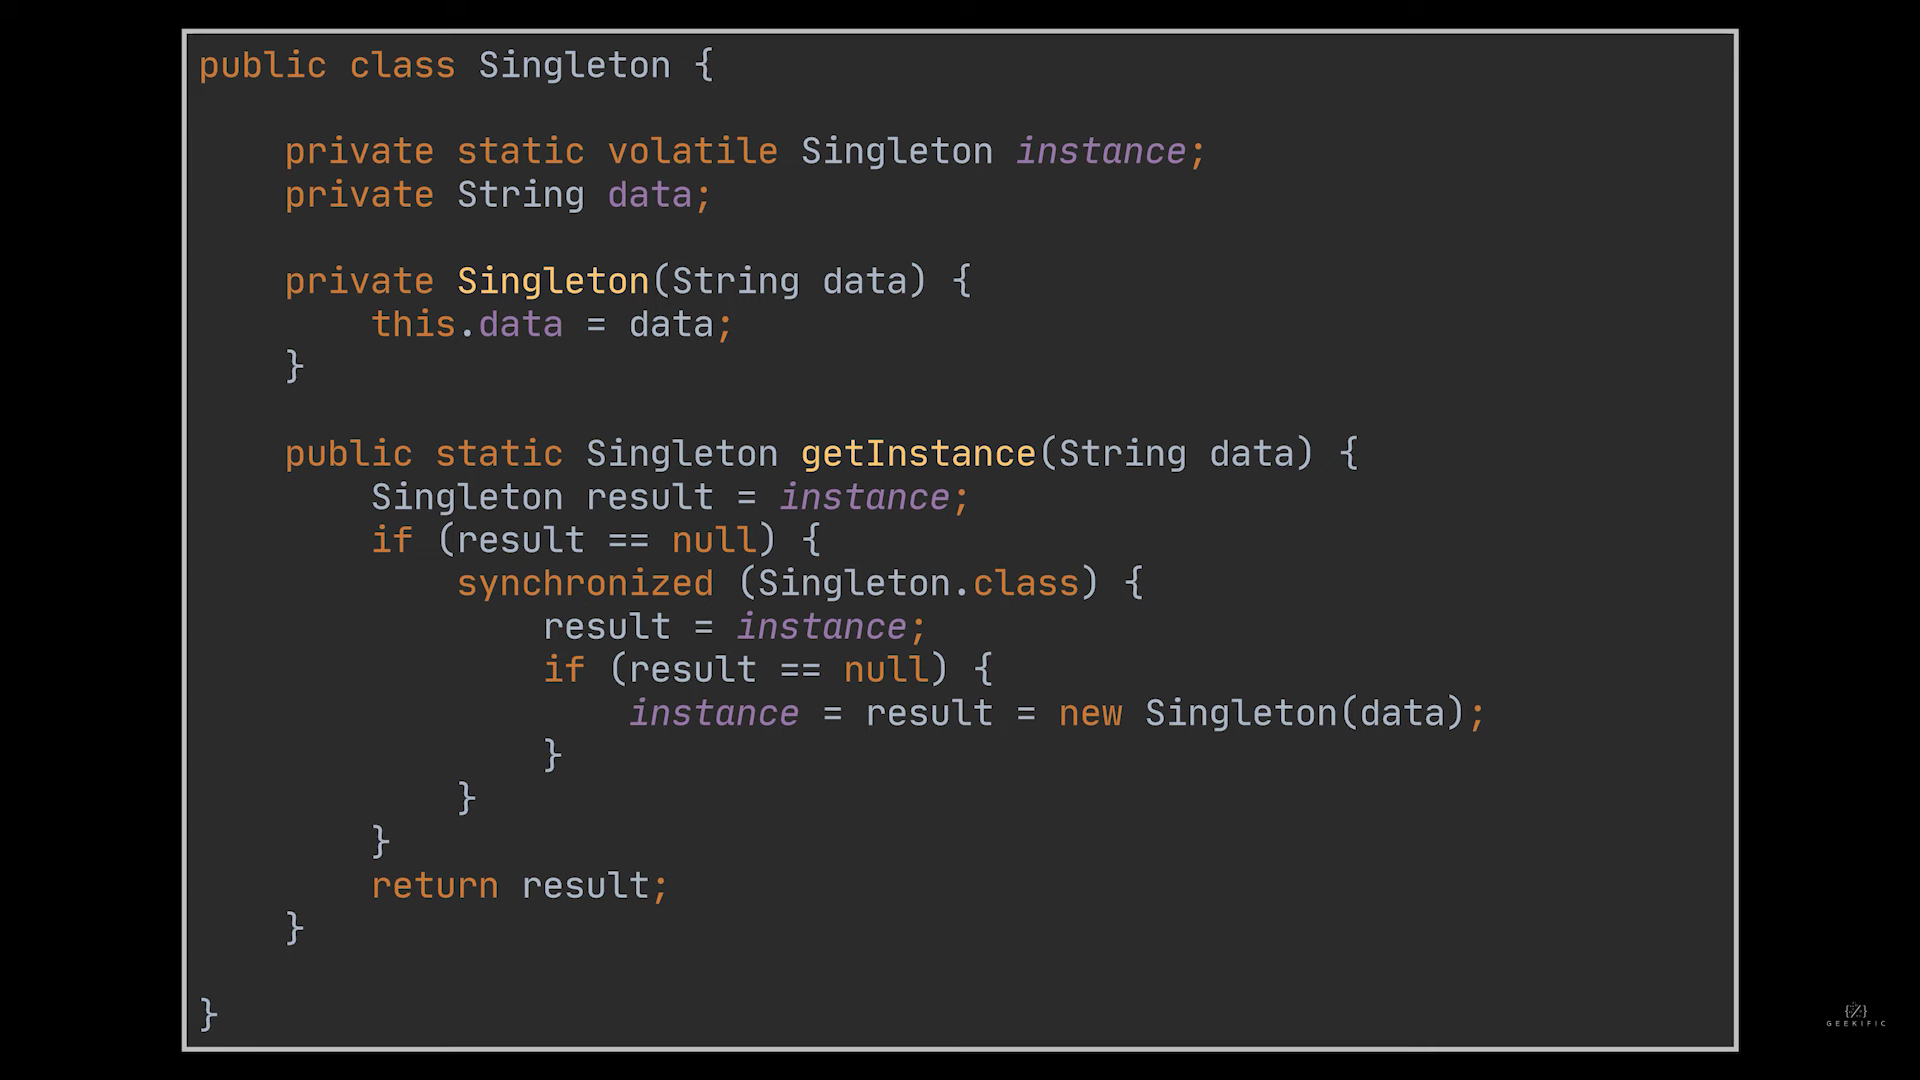 public class Singleton {
private static volatile Singleton instance;
private String data;
private Singleton(String data) {
this.data = data;
}
public static Singleton getInstance(String data) {
Singleton result = instance;
if (result == null) {
synchronized (Singleton.class) {
result = instance;
if (result == null) {
instance = result = new Singleton(data);
}
}
}
return result;
}
}
GEEKIFIC